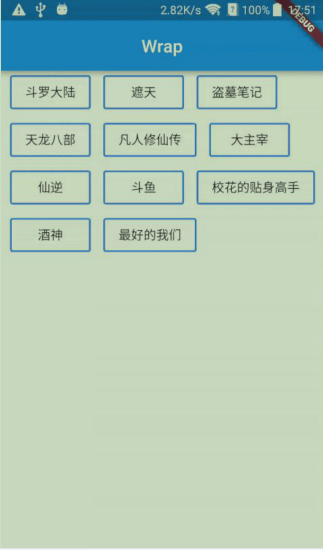 2.82K/s 100% 17:51
DEBUG
Wrap
斗罗大陆 遮天 盗墓笔记
天龙八部 凡人修仙传 大主宰
仙逆 斗鱼 校花的贴身高手
酒神 最好的我们